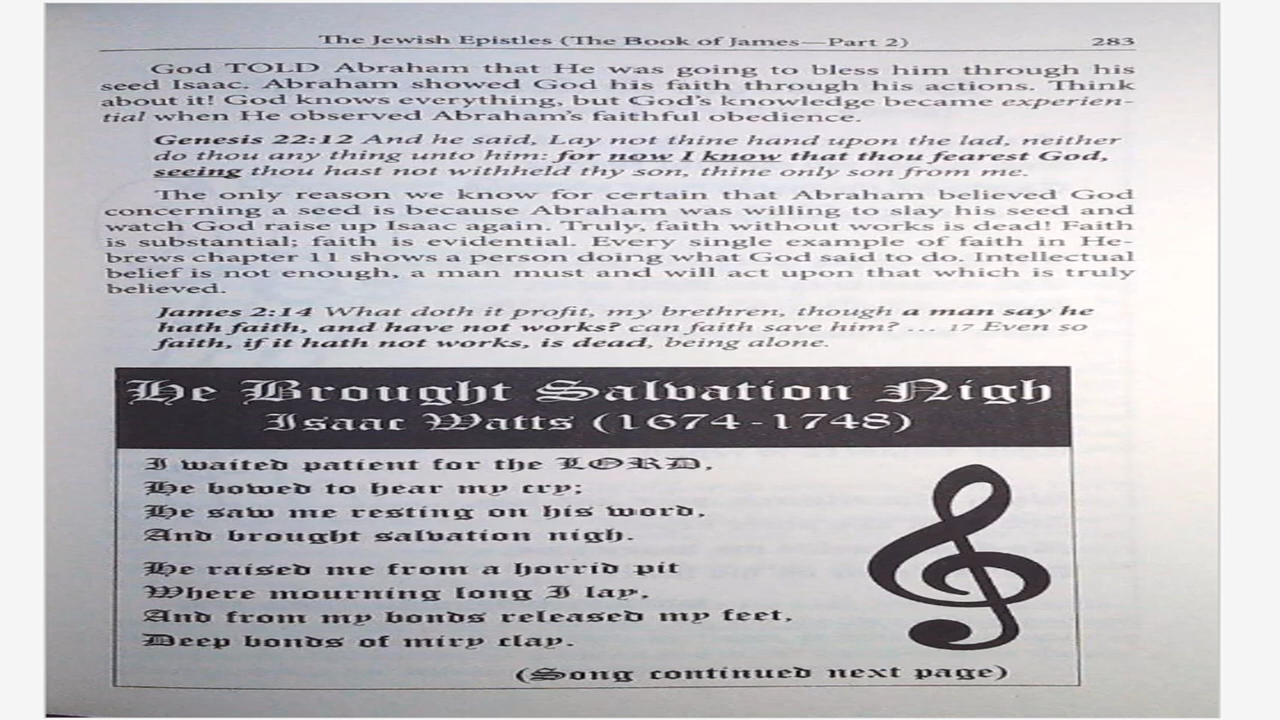 The Jewish Epistles (The Book of James—Part 2) 283
God TOLD Abraham that He was going to bless him through his
seed Isaac. Abraham showed God his faith through his actions. Think
about it! God knows everything, but God's knowledge became experien-
tial when He observed Abraham's faithful obedience.
Genesis 22:12 And he said, Lay not thine hand upon the lad, neither
do thou any thing unto him: for now I know that thou fearest God,
seeing thou hast not withheld thy son, thine only son from me.
The only reason we know for certain that Abraham believed God
concerning a seed is because Abraham was willing to slay his seed and
watch God raise up Isaac again. Truly, faith without works is dead! Faith
is substantial; faith is evidential. Every single example of faith in He-
brews chapter 11 shows a person doing what God said to do. Intellectual
belief is not enough, a man must and will act upon that which is truly
believed.
James 2:14 What doth it profit, my brethren, though a man say he
hath faith, and have not works? can faith save him? ... 17 Even so
faith, if it hath not works, is dead, being alone.
He Brought Salvation Nigh
Isaac Watts (1674-1748)
I waited patient for the LORD,
He bowed to hear my cry;
He saw me resting on his word,
And brought salvation nigh.
He raised me from a horrid pit
Where mourning long I lay,
And from my bonds released my feet,
Deep bonds of miry clay.
(Song continued next page)